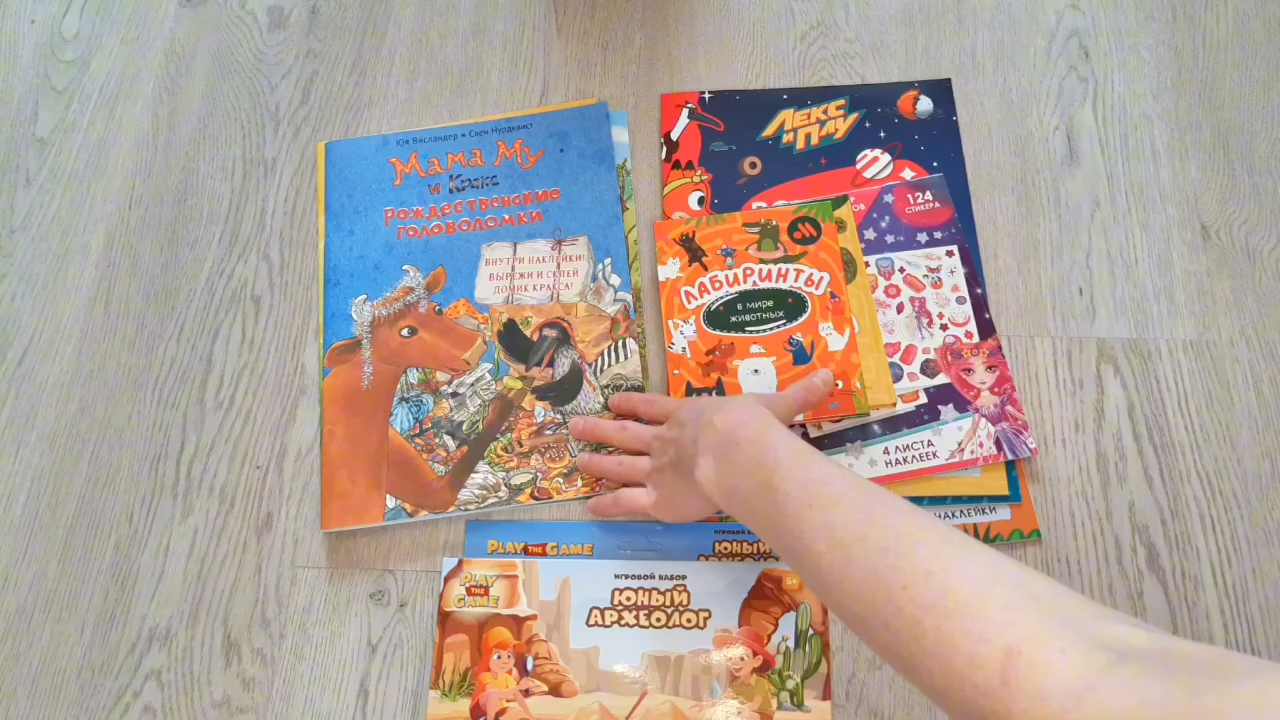 Юя Висландер * Свен Нурдквист
Мама Му
и Кракс
Рождественские
головоломки
ВНУТРИ НАКЛЕЙКИ!
ВЫРЕЖИ И СКЛЕЙ
ДОМИК КРАКСА!
ЛЕКС
И ПЛУ
124
СТИКЕРА
ЛАБИРИНТЫ
в мире
животных
4 ЛИСТА
НАКЛЕЕК
НАКЛЕЙКИ
PLAY THE GAME
ЮНЫЙ
PLAY
THE
GAME
ИГРОВОЙ НАБОР
6+
ЮНЫЙ
АРХЕОЛОГ